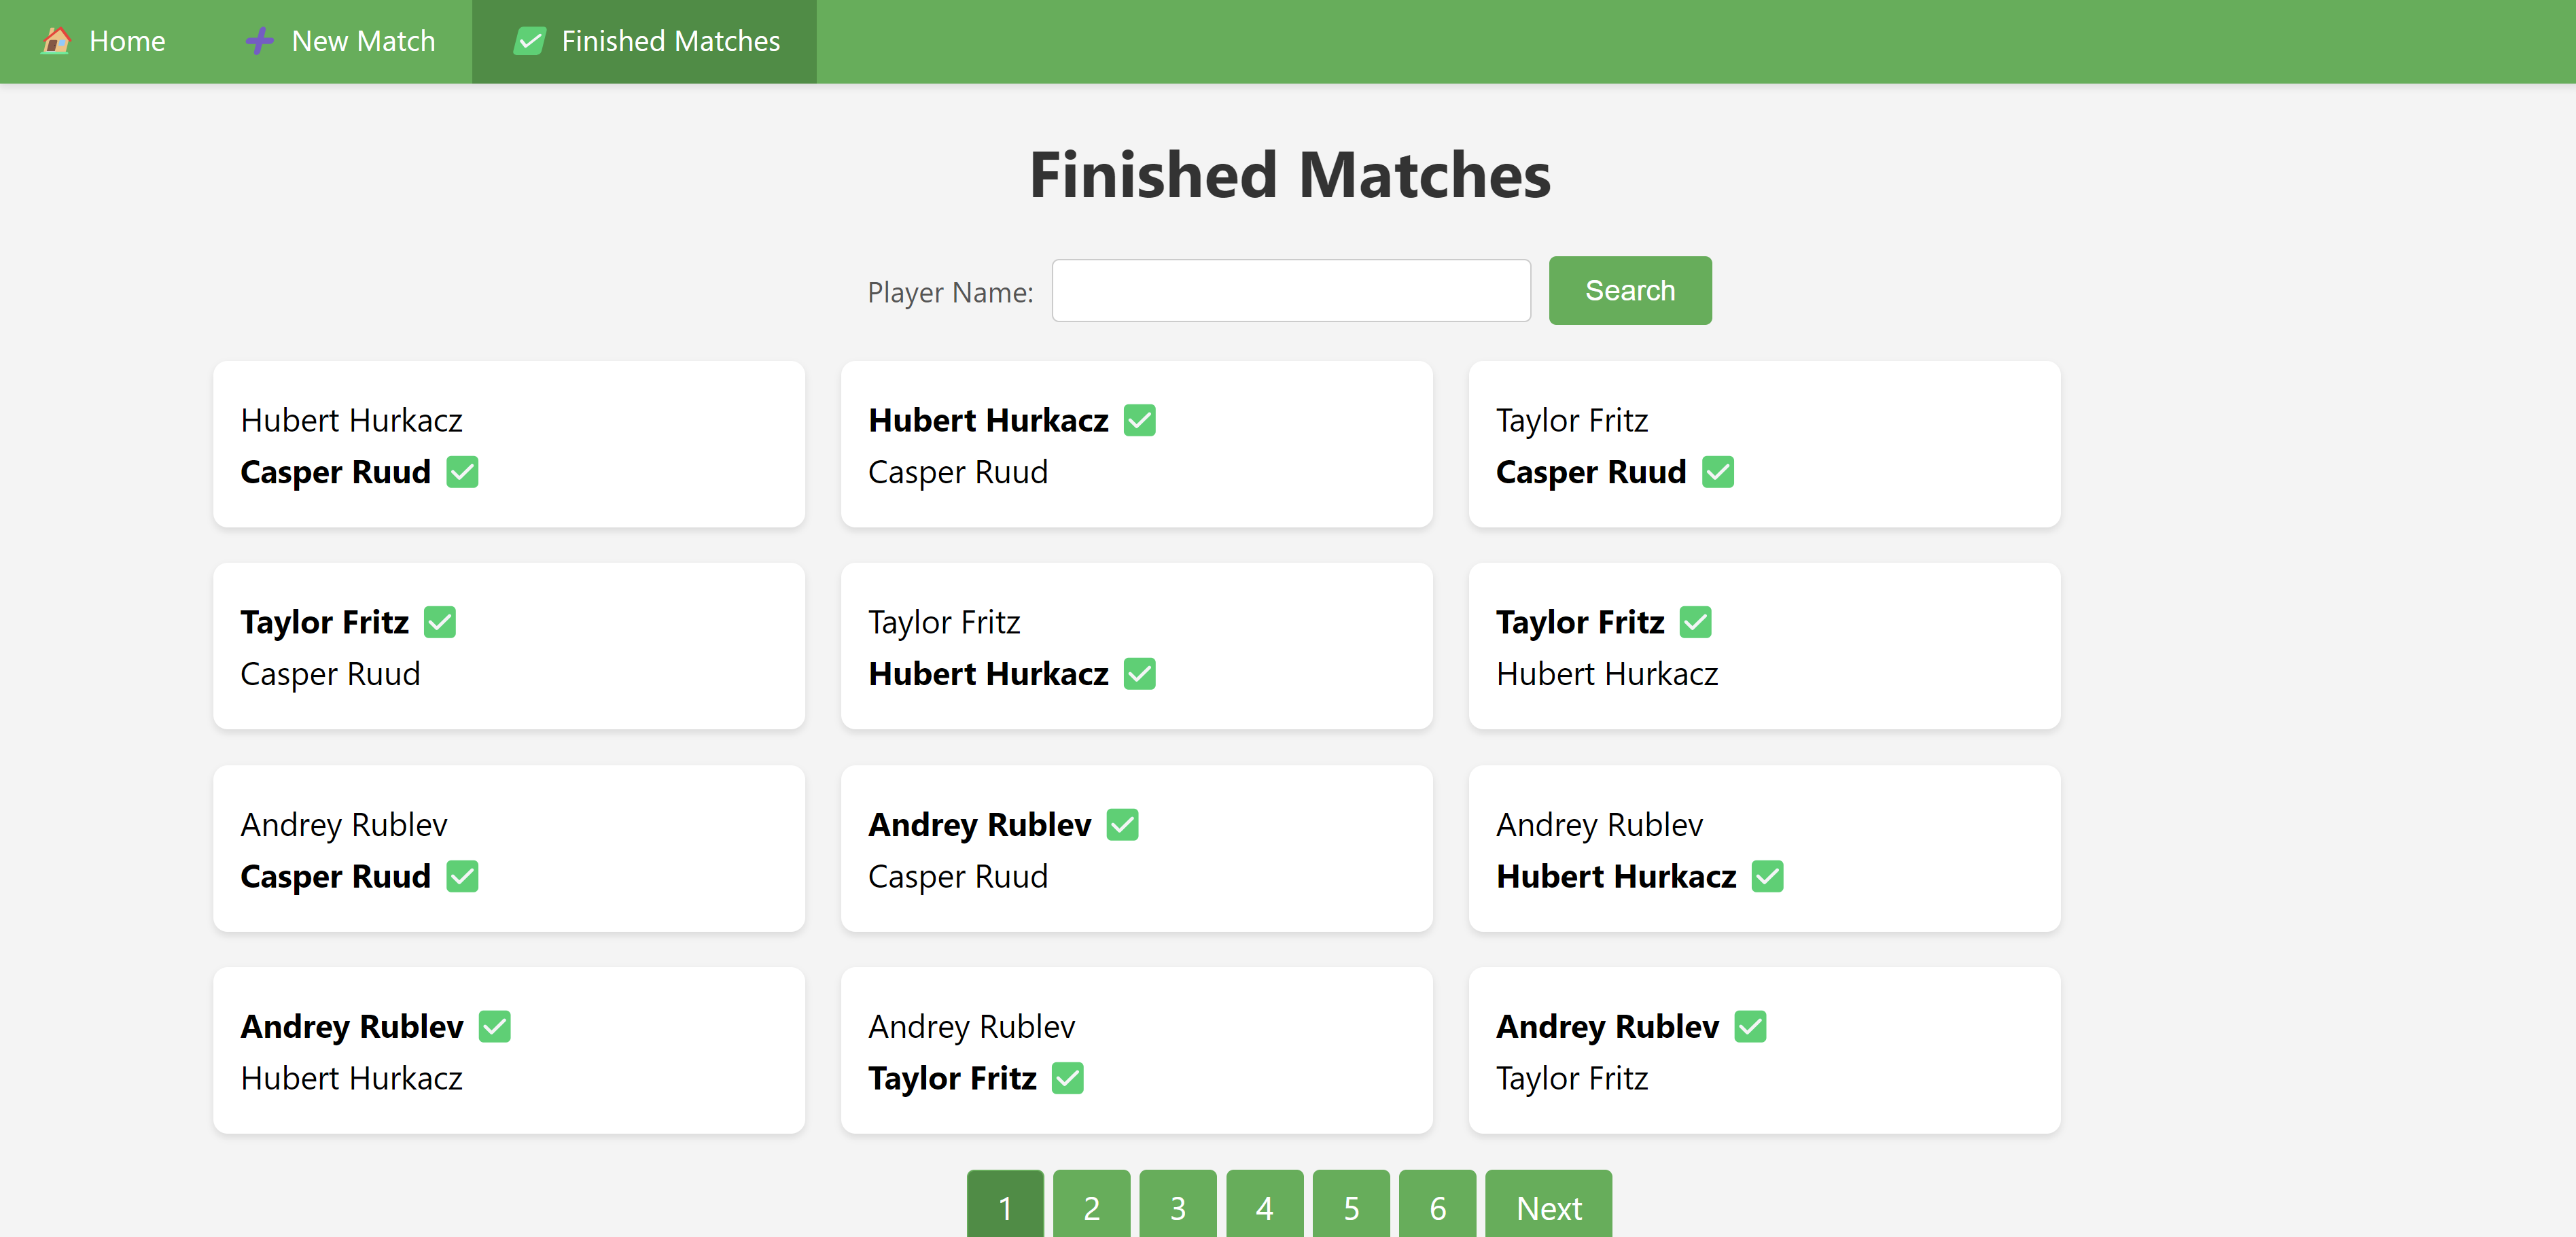 Home New Match Finished Matches
Finished Matches
Player Name: Search
Hubert Hurkacz
Casper Ruud
Hubert Hurkacz
Casper Ruud
Taylor Fritz
Casper Ruud
Taylor Fritz
Casper Ruud
Taylor Fritz
Hubert Hurkacz
Taylor Fritz
Hubert Hurkacz
Andrey Rublev
Casper Ruud
Andrey Rublev
Casper Ruud
Andrey Rublev
Hubert Hurkacz
Andrey Rublev
Hubert Hurkacz
Andrey Rublev
Taylor Fritz
Andrey Rublev
Taylor Fritz
1 2 3 4 5 6 Next